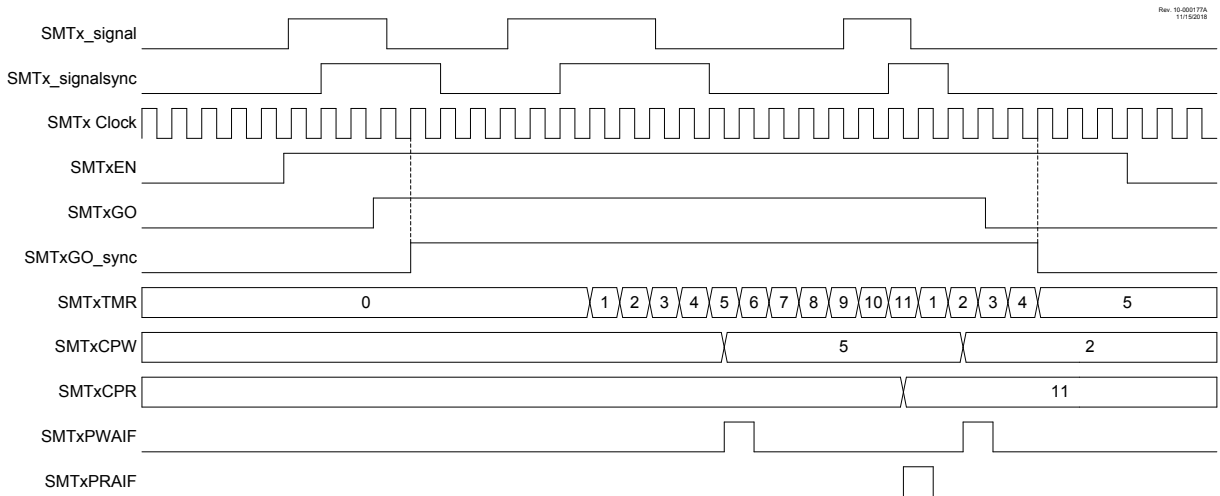 Rev. 10-000177A
11/15/2018
SMTx_signal
SMTx_signalsync
SMTx Clock
SMTxEN
SMTxGO
SMTxGO_sync
SMTxTMR 0 1 2 3 4 5 6 7 8 9 10 11 1 2 3 4 5
SMTxCPW 5 2
SMTxCPR 11
SMTxPWAIF
SMTxPRAIF